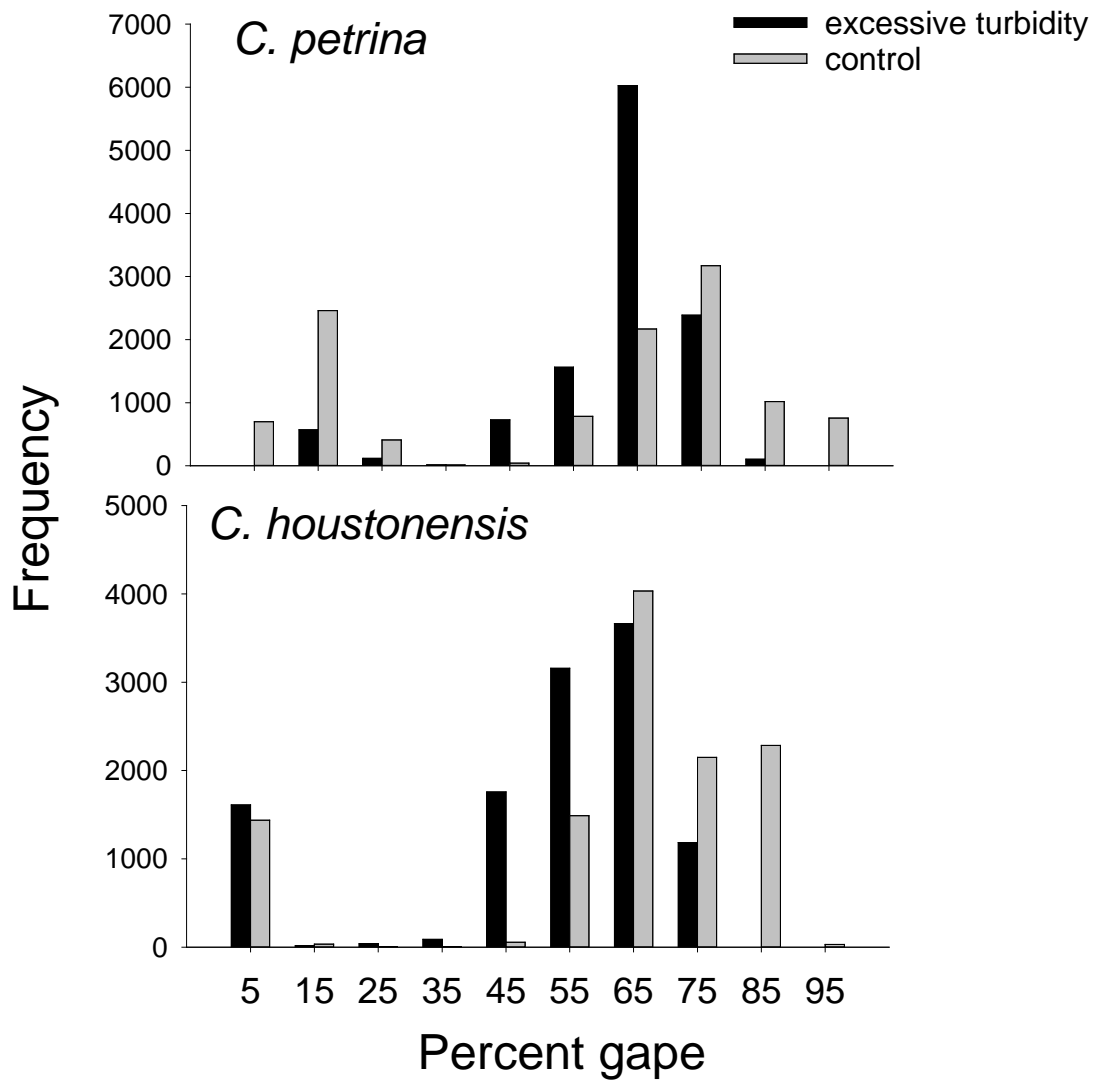 C. petrina
excessive turbidity
control
7000
6000
5000
4000
3000
2000
1000
0
Frequency
C. houstonensis
5000
4000
3000
2000
1000
0
5 15 25 35 45 55 65 75 85 95
Percent gape